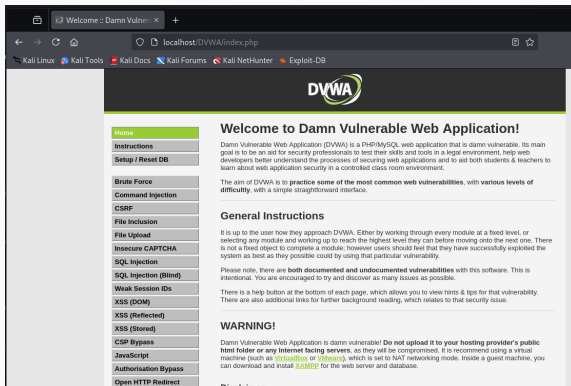 Welcome :: Damn Vulner
localhost/DVWA/index.php
Kali Linux Kali Tools Kali Docs Kali Forums Kali NetHunter Exploit-DB
DVWA
Home
Instructions
Setup / Reset DB
Brute Force
Command Injection
CSRF
File Inclusion
File Upload
Insecure CAPTCHA
SQL Injection
SQL Injection (Blind)
Weak Session IDs
XSS (DOM)
XSS (Reflected)
XSS (Stored)
CSP Bypass
JavaScript
Authorisation Bypass
Open HTTP Redirect
Welcome to Damn Vulnerable Web Application!
Damn Vulnerable Web Application (DVWA) is a PHP/MySQL web application that is damn vulnerable. Its main
goal is to be an aid for security professionals to test their skills and tools in a legal environment, help web
developers better understand the processes of securing web applications and to aid both students & teachers to
learn about web application security in a controlled class room environment.
The aim of DVWA is to practice some of the most common web vulnerabilities, with various levels of
difficultly, with a simple straightforward interface.
General Instructions
It is up to the user how they approach DVWA. Either by working through every module at a fixed level, or
selecting any module and working up to reach the highest level they can before moving onto the next one. There
is not a fixed object to complete a module; however users should feel that they have successfully exploited the
system as best as they possible could by using that particular vulnerability.
Please note, there are both documented and undocumented vulnerabilities with this software. This is
intentional. You are encouraged to try and discover as many issues as possible.
There is a help button at the bottom of each page, which allows you to view hints & tips for that vulnerability.
There are also additional links for further background reading, which relates to that security issue.
WARNING!
Damn Vulnerable Web Application is damn vulnerable! Do not upload it to your hosting provider's public
html folder or any Internet facing servers, as they will be compromised. It is recommend using a virtual
machine (such as VirtualBox or VMware), which is set to NAT networking mode. Inside a guest machine, you
can download and install XAMPP for the web server and database.